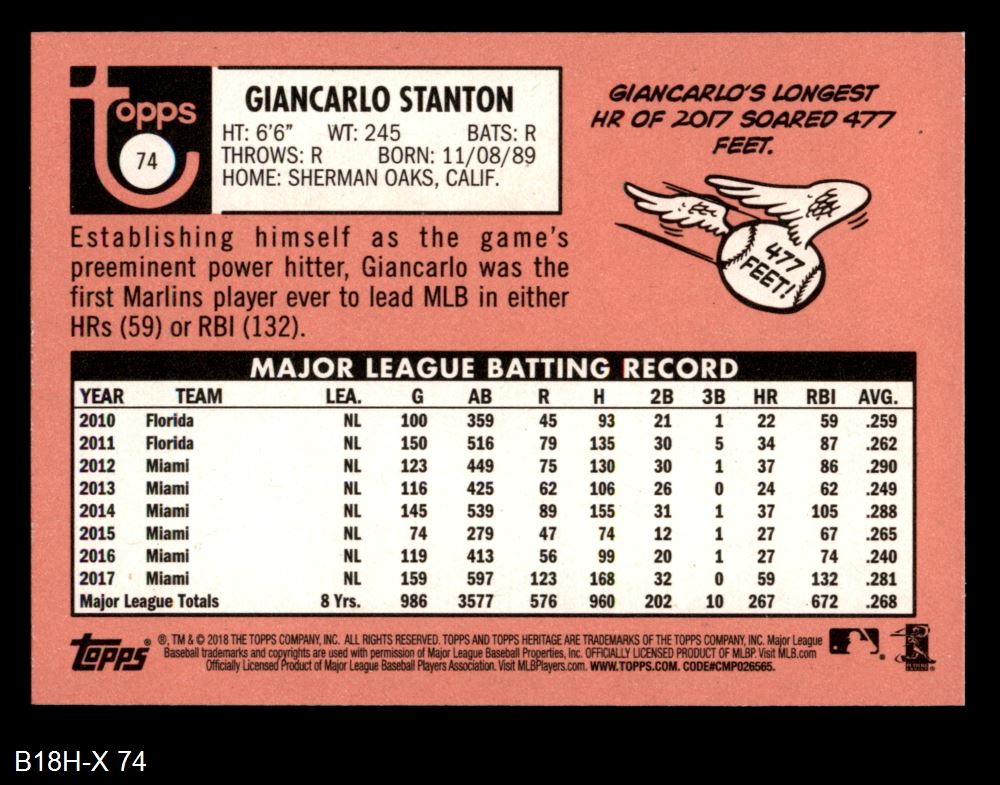 topps
74
GIANCARLO STANTON
HT: 6'6" WT: 245 BATS: R
THROWS: R BORN: 11/08/89
HOME: SHERMAN OAKS, CALIF.
GIANCARLO'S LONGEST
HR OF 2017 SOARED 477
FEET.
477
FEET!
Establishing himself as the game's
preeminent power hitter, Giancarlo was the
first Marlins player ever to lead MLB in either
HRs (59) or RBI (132).
MAJOR LEAGUE BATTING RECORD
YEAR TEAM LEA. G AB R H 2B 3B HR RBI AVG.
2010 Florida NL 100 359 45 93 21 1 22 59 .259
2011 Florida NL 150 516 79 135 30 5 34 87 .262
2012 Miami NL 123 449 75 130 30 1 37 86 .290
2013 Miami NL 116 425 62 106 26 0 24 62 .249
2014 Miami NL 145 539 89 155 31 1 37 105 .288
2015 Miami NL 74 279 47 74 12 1 27 67 .265
2016 Miami NL 119 413 56 99 20 1 27 74 .240
2017 Miami NL 159 597 123 168 32 0 59 132 .281
Major League Totals 8 Yrs. 986 3577 576 960 202 10 267 672 .268
TOPPS ® ®, TM & © 2018 THE TOPPS COMPANY, INC. ALL RIGHTS RESERVED. TOPPS AND TOPPS HERITAGE ARE TRADEMARKS OF THE TOPPS COMPANY, INC. Major League
Baseball trademarks and copyrights are used with permission of Major League Baseball Properties, Inc. OFFICIALLY LICENSED PRODUCT OF MLBP. Visit MLB.com
Officially Licensed Product of Major League Baseball Players Association. Visit MLBPlayers.com. WWW.TOPPS.COM. CODE#CMP026565.
B18H-X 74